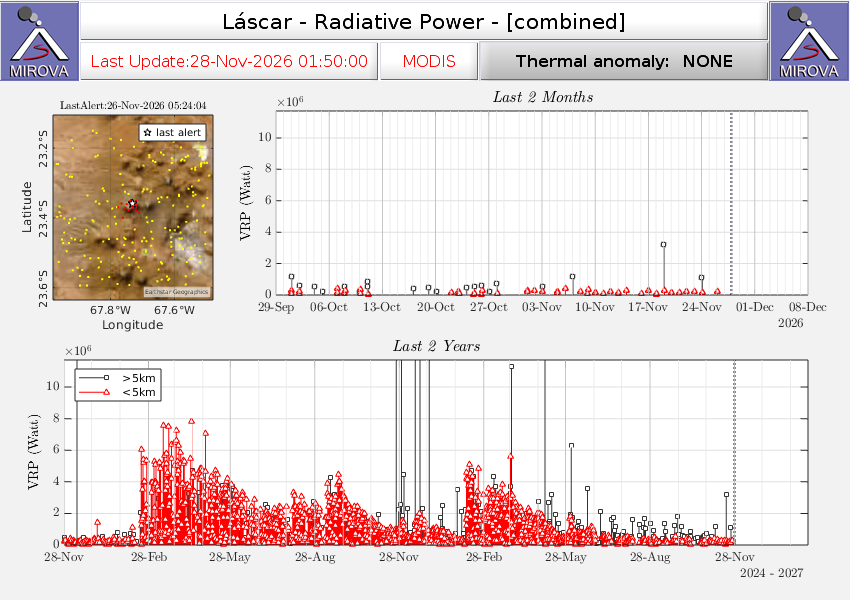 Láscar - Radiative Power - [combined]
MIROVA
Last Update:28-Nov-2026 01:50:00
MODIS
Thermal anomaly: NONE
MIROVA
LastAlert:26-Nov-2026 05:24:04
last alert
23.2°S
23.4°S
23.6°S
Latitude
67.8°W
67.6°W
Longitude
Earthstar Geographics
Last 2 Months
×10⁶
VRP (Watt)
10
8
6
4
2
0
29-Sep
06-Oct
13-Oct
20-Oct
27-Oct
03-Nov
10-Nov
17-Nov
24-Nov
01-Dec
08-Dec
2026
Last 2 Years
×10⁶
VRP (Watt)
>5km
<5km
10
8
6
4
2
0
28-Nov
28-Feb
28-May
28-Aug
28-Nov
28-Feb
28-May
28-Aug
28-Nov
2024 - 2027